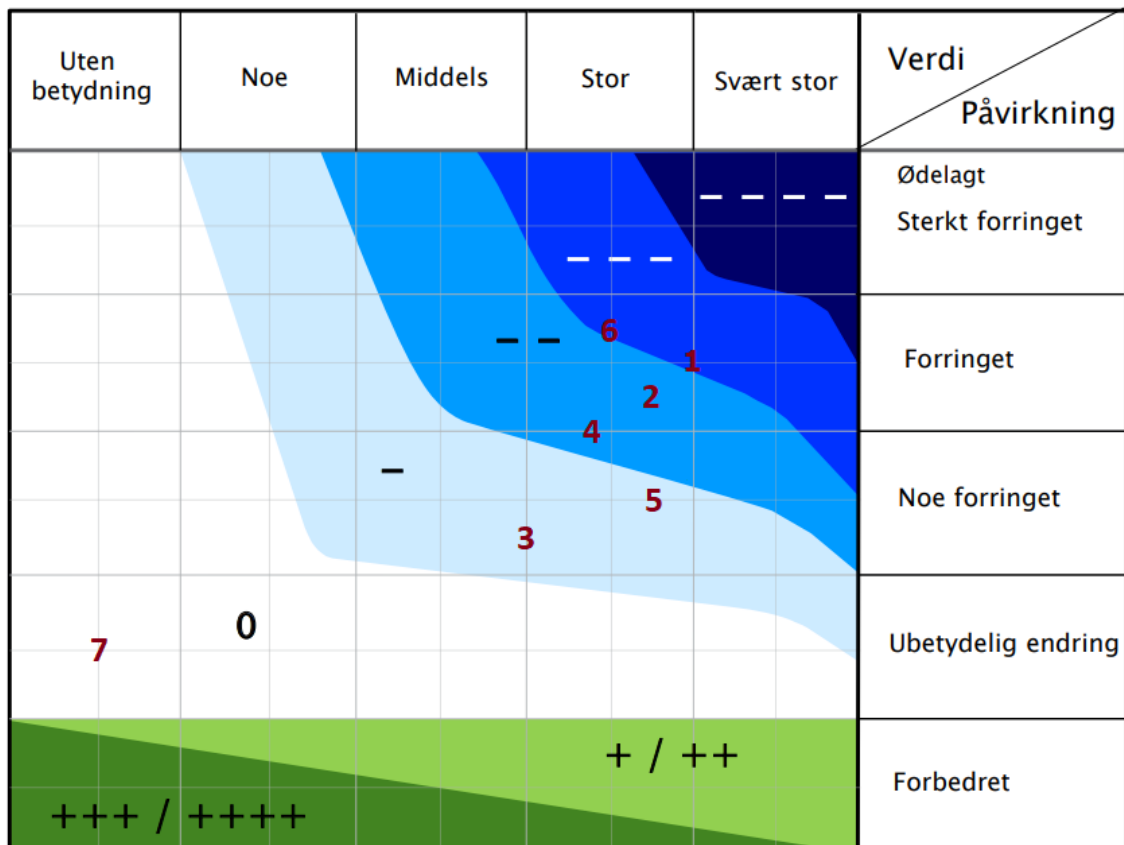 Uten betydning
Noe
Middels
Stor
Svært stor
Verdi
Påvirkning
Ødelagt
Sterkt forringet
– – – –
– – –
6
– –
1
Forringet
2
4
–
5
Noe forringet
3
0
7
Ubetydelig endring
+ / ++
Forbedret
+++ / ++++